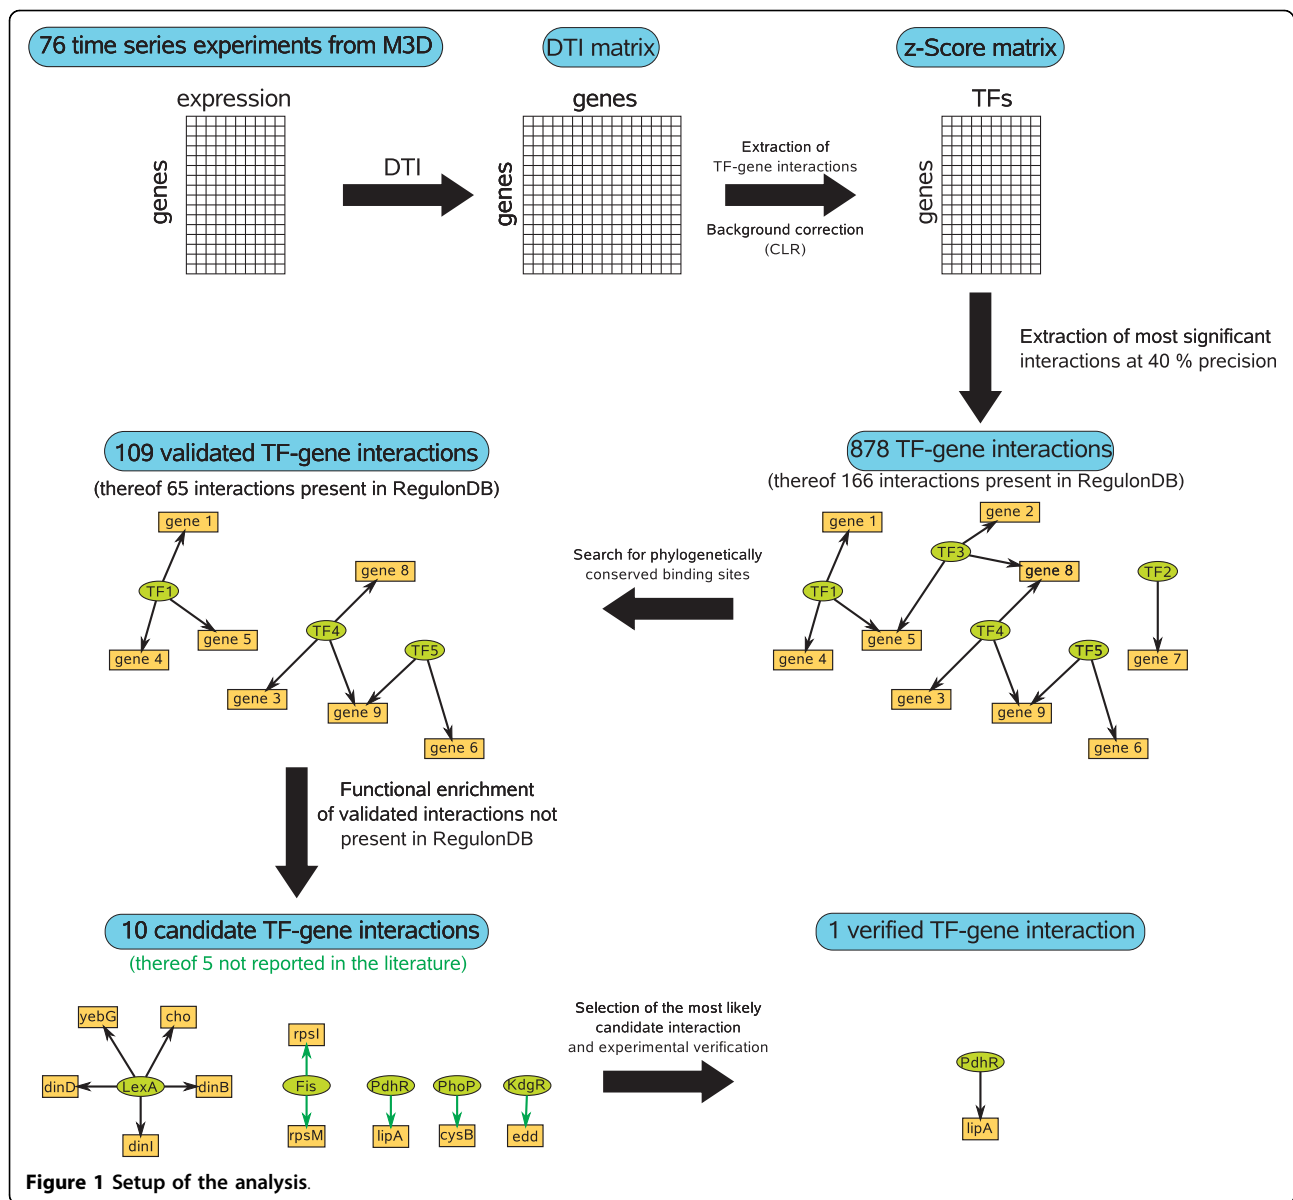 76 time series experiments from M3D
DTI matrix
z-Score matrix
expression
genes
TFs
genes
genes
genes
DTI
Extraction of
TF-gene interactions
Background correction
(CLR)
Extraction of most significant
interactions at 40 % precision
109 validated TF-gene interactions
(thereof 65 interactions present in RegulonDB)
878 TF-gene interactions
(thereof 166 interactions present in RegulonDB)
gene 1
gene 8
TF1
TF4
gene 5
gene 4
TF5
gene 3
gene 9
gene 6
Search for phylogenetically
conserved binding sites
gene 2
gene 1
TF3
gene 8
TF2
TF1
TF4
gene 5
gene 4
TF5
gene 7
gene 3
gene 9
gene 6
Functional enrichment
of validated interactions not
present in RegulonDB
10 candidate TF-gene interactions
(thereof 5 not reported in the literature)
1 verified TF-gene interaction
yebG
cho
dinD
LexA
dinB
dinI
rpsI
Fis
rpsM
PdhR
lipA
PhoP
cysB
KdgR
edd
Selection of the most likely
candidate interaction
and experimental verification
PdhR
lipA
Figure 1 Setup of the analysis.